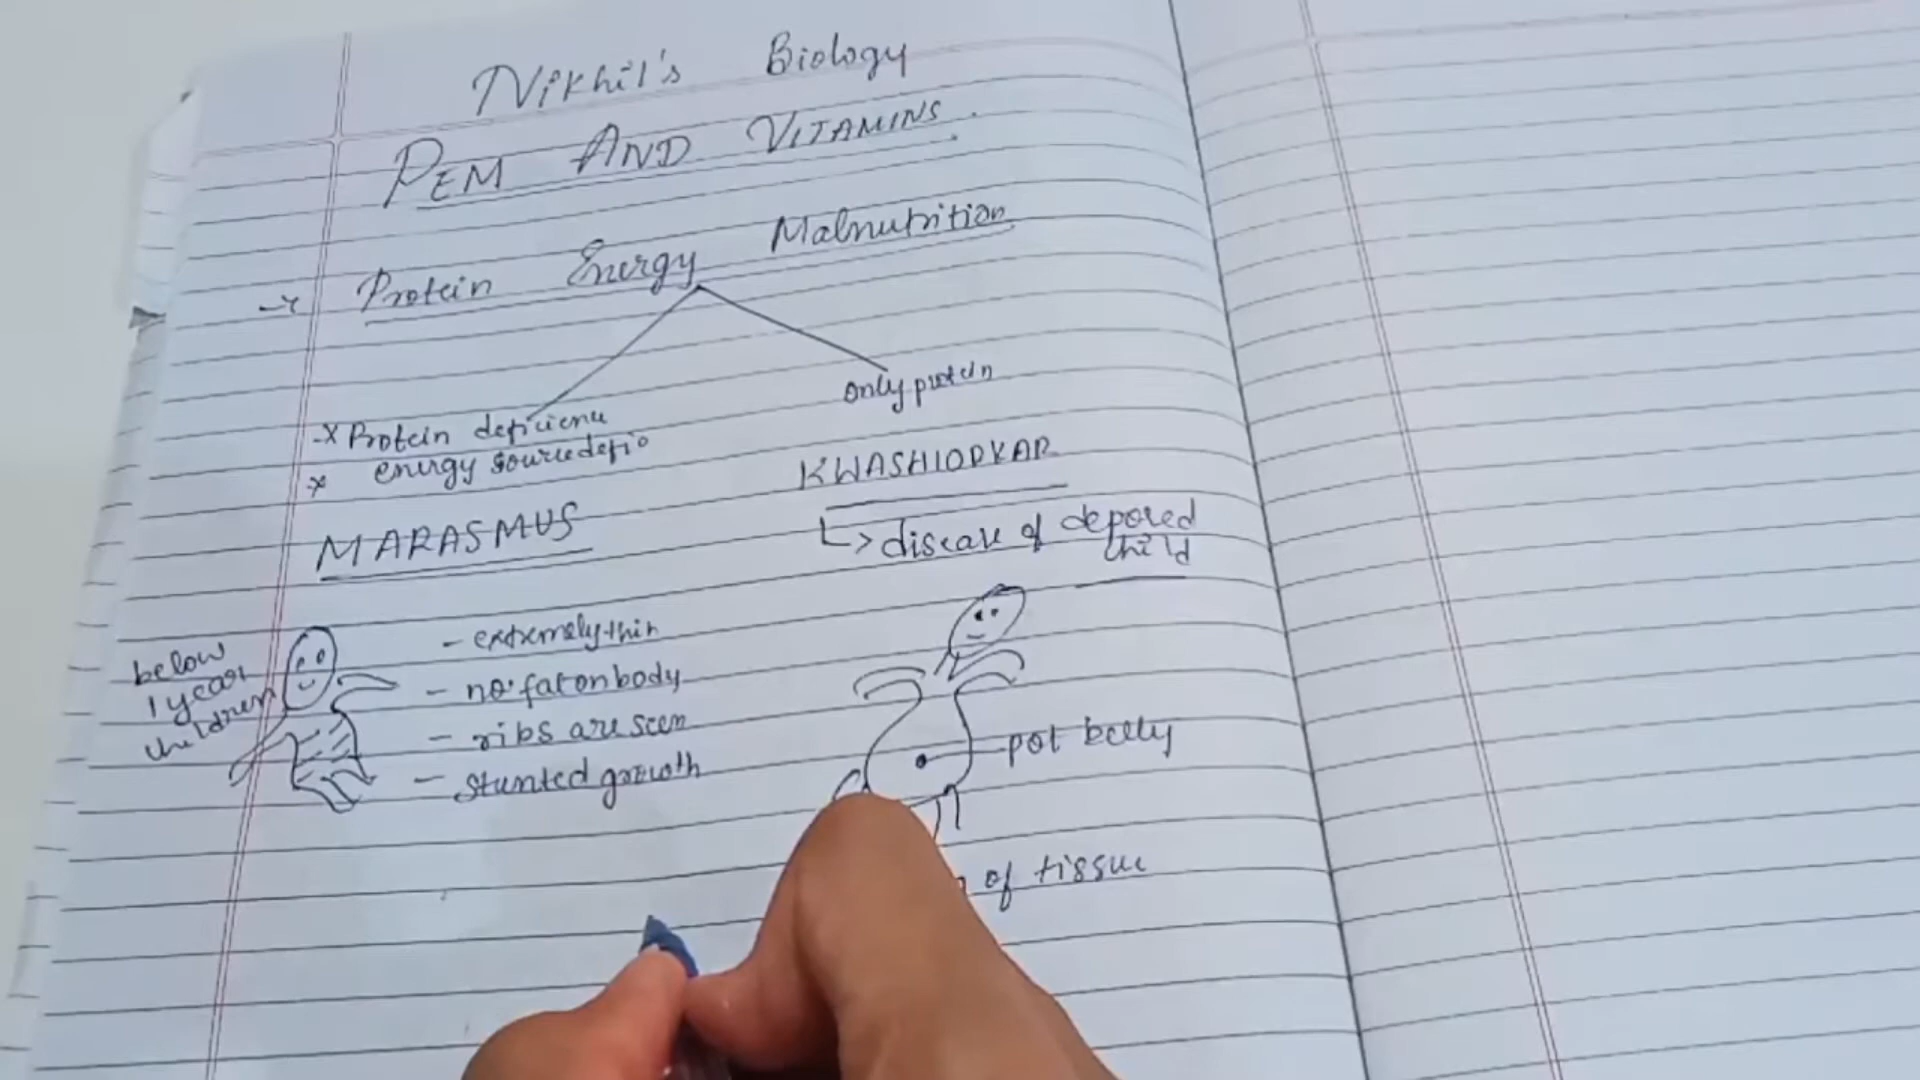 Nikhil's Biology
PEM AND VITAMINS.
Protein Energy Malnutrition
only protein
Protein deficienc
energy source defic
KWASHIORKAR
MARASMUS
disease of depored
child
below
1 year
children
- extremely thin
- no fat on body
- ribs are seen
- stunted growth
pot belly
of tissue